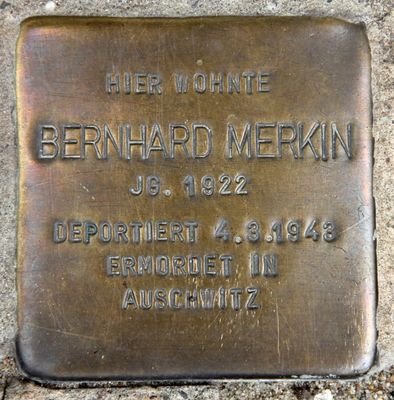 HIER WOHNTE
BERNHARD MERKIN
JG. 1922
DEPORTIERT 4.3.1943
ERMORDET IN
AUSCHWITZ